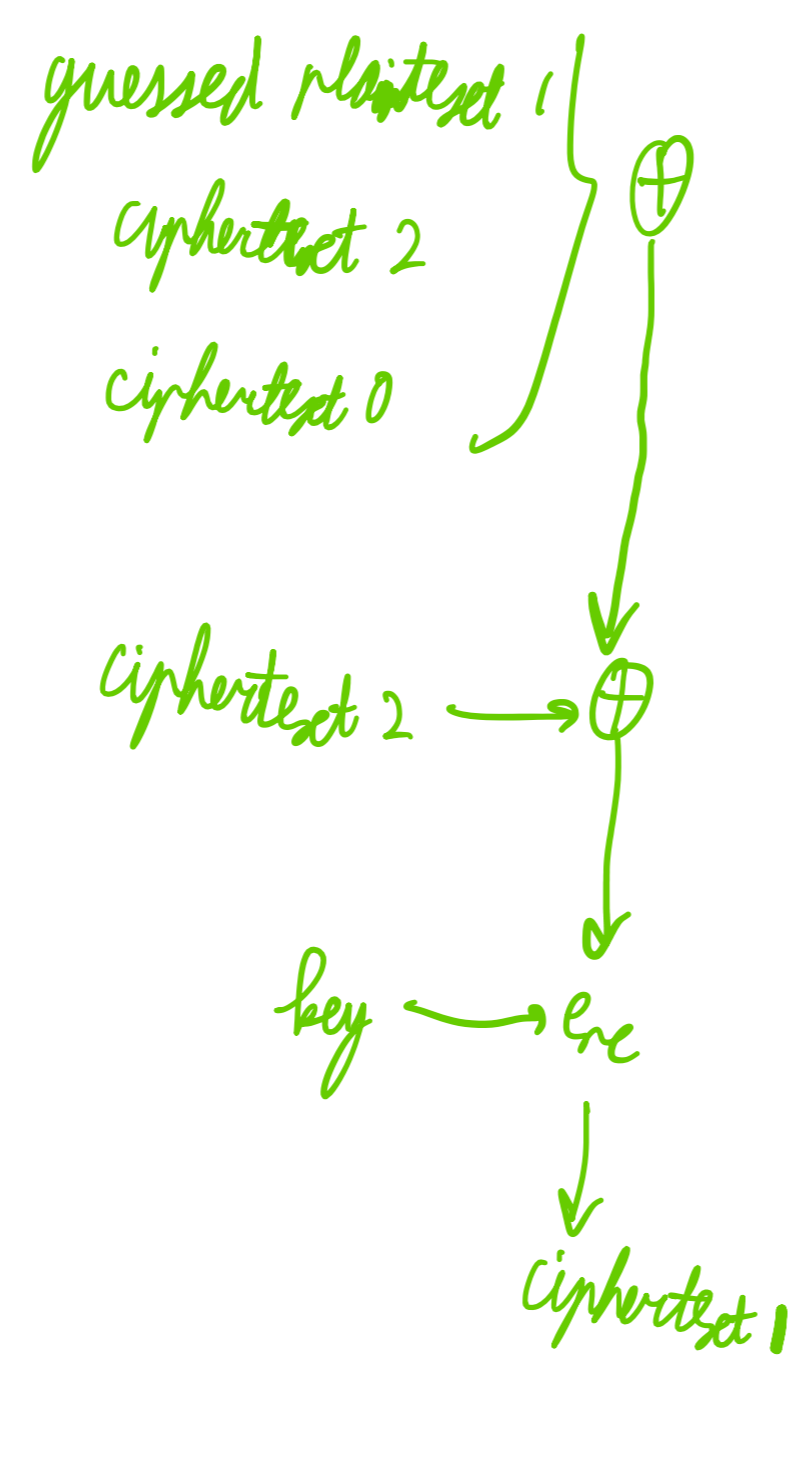 guessed plaintext 1
⊕
ciphertext 2
ciphertext 0
ciphertext 2
⊕
key
enc
ciphertext 1